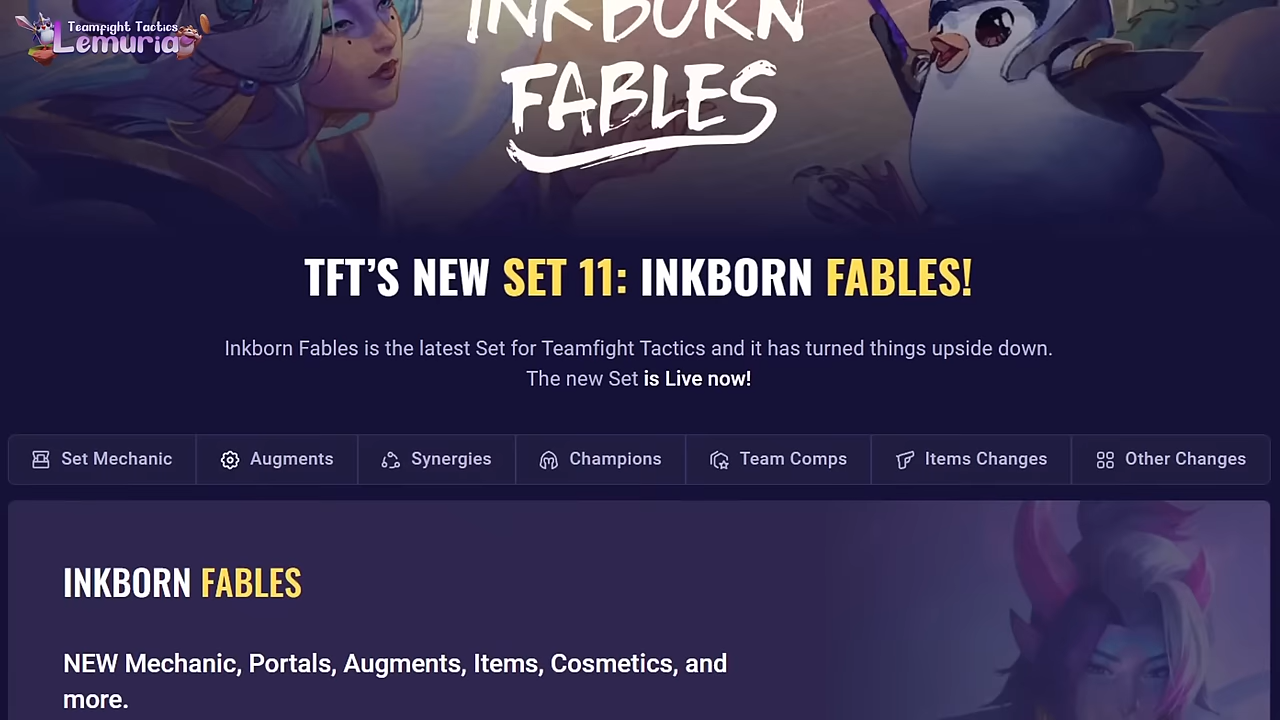 Teamfight Tactics
Lemuria
INKBORN
FABLES
TFT'S NEW SET 11: INKBORN FABLES!
Inkborn Fables is the latest Set for Teamfight Tactics and it has turned things upside down.
The new Set is Live now!
Set Mechanic
Augments
Synergies
Champions
Team Comps
Items Changes
Other Changes
INKBORN FABLES
NEW Mechanic, Portals, Augments, Items, Cosmetics, and
more.